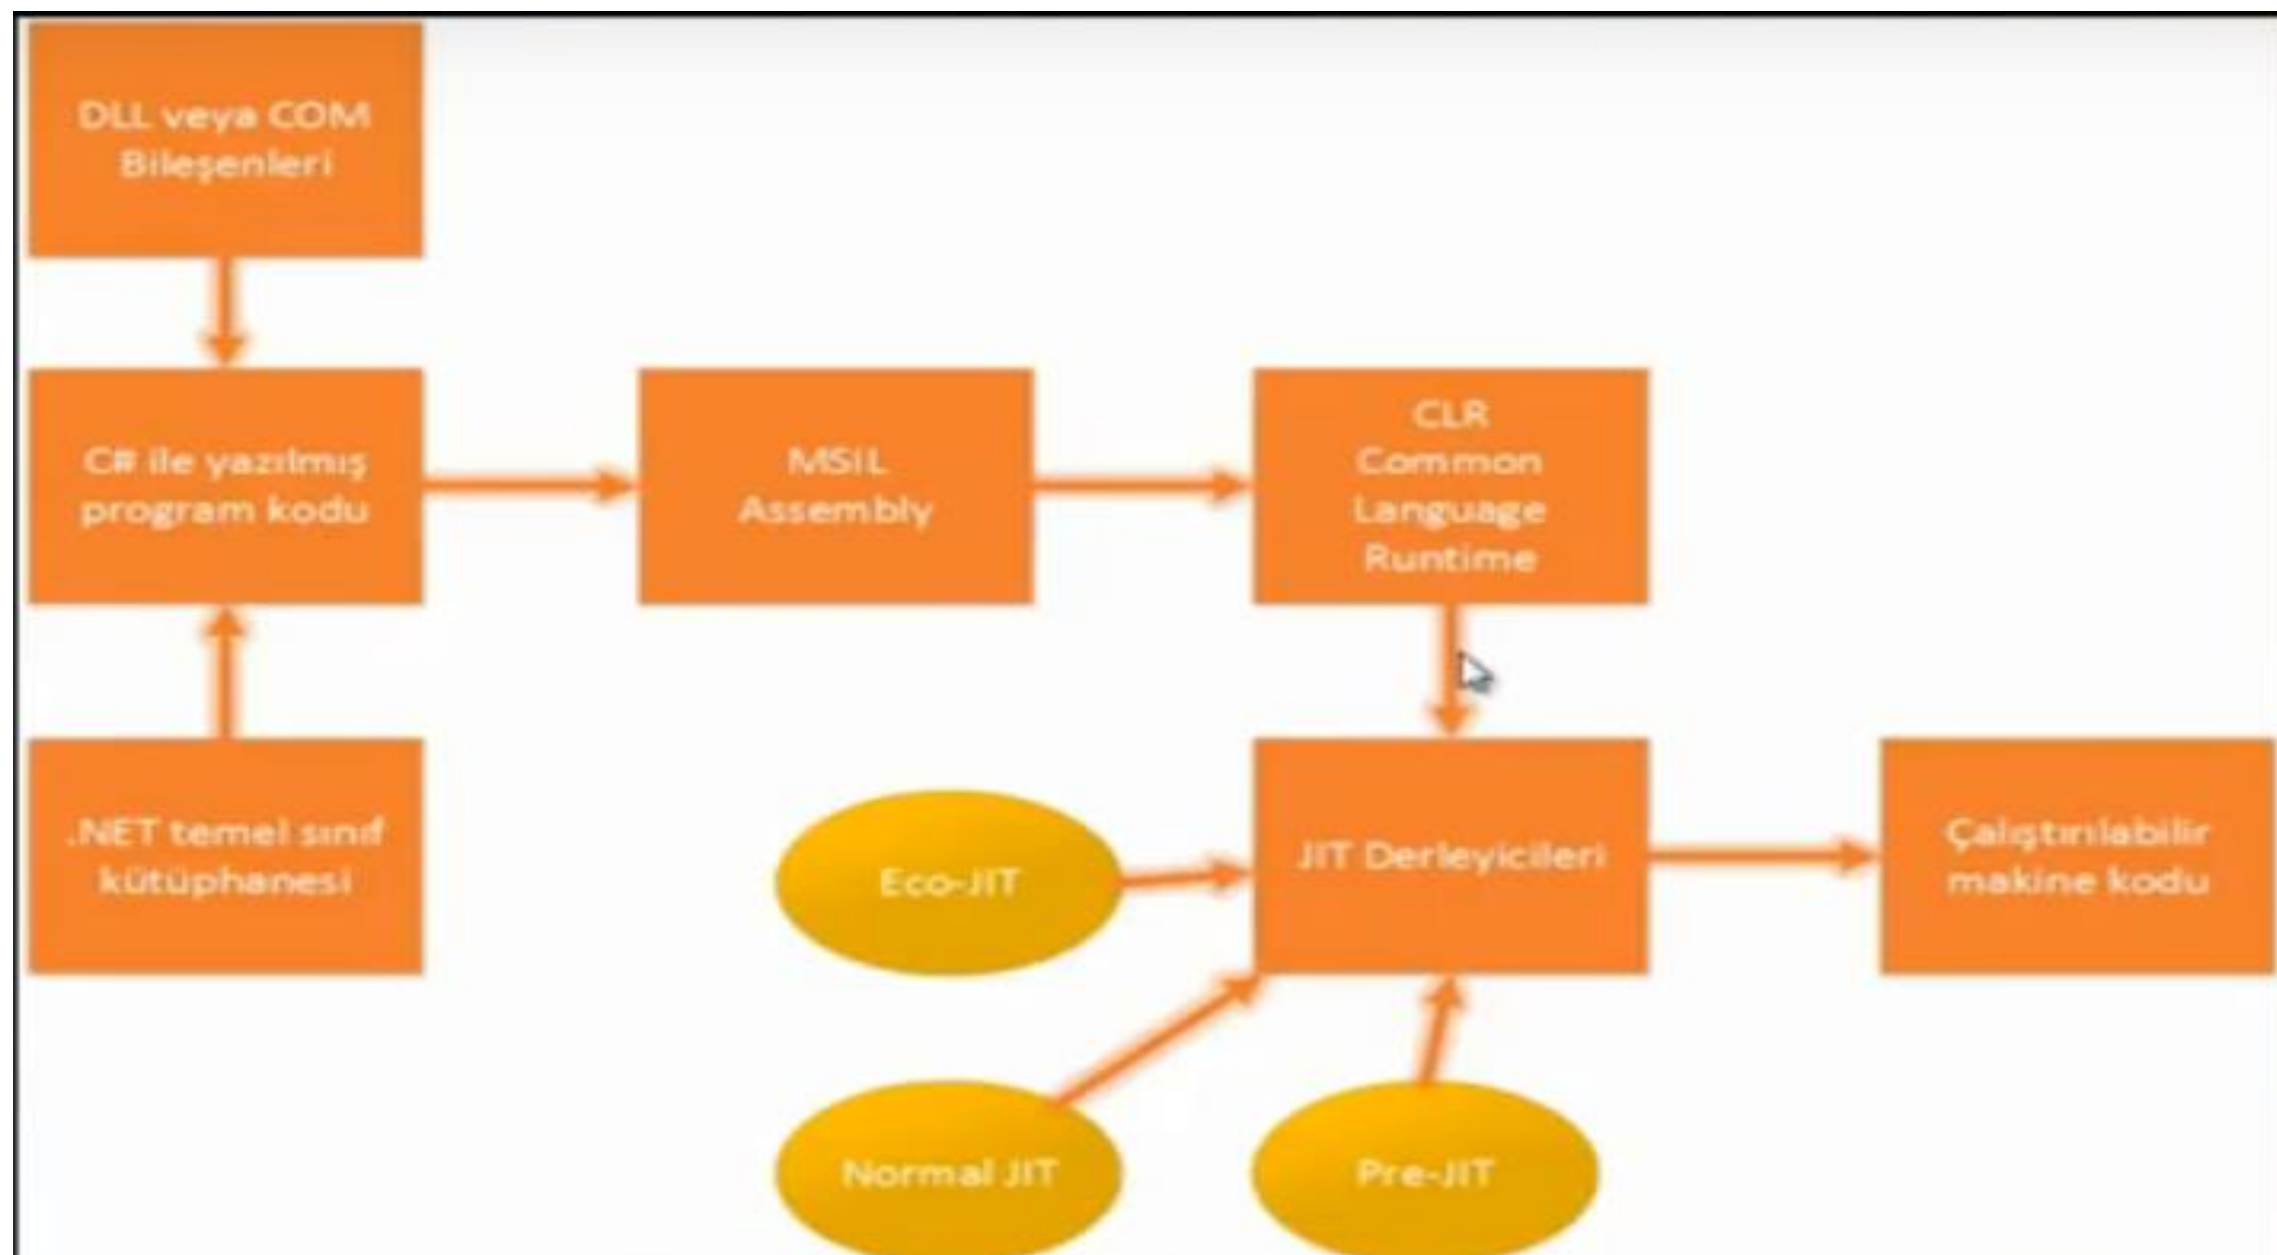 DLL veya COM
Bileşenleri
C# ile yazılmış
program kodu
MSIL
Assembly
CLR
Common
Language
Runtime
.NET temel sınıf
kütüphanesi
Eco-JIT
JIT Derleyicileri
Çalıştırılabilir
makine kodu
Normal JIT
Pre-JIT